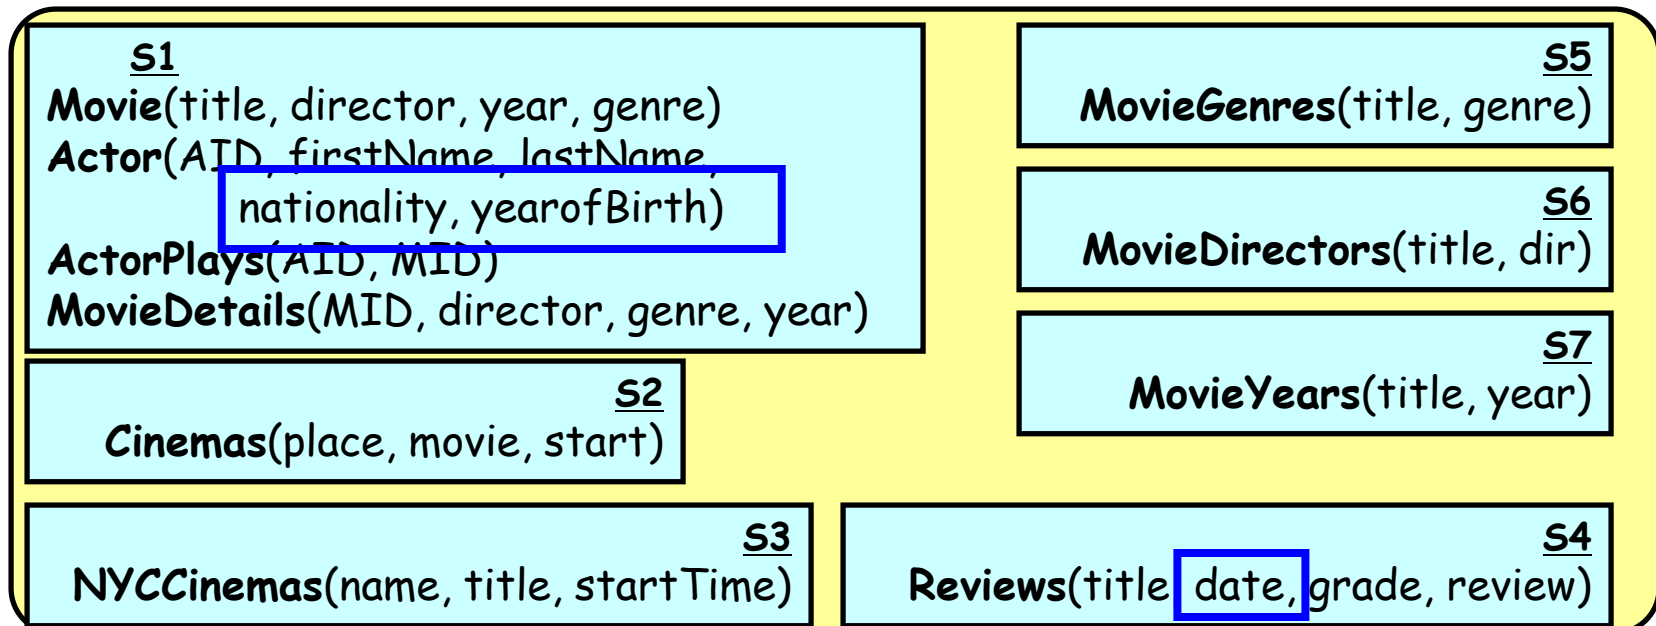 S1
Movie(title, director, year, genre)
Actor(AID, firstName, lastName,
nationality, yearofBirth)
ActorPlays(AID, MID)
MovieDetails(MID, director, genre, year)
S2
Cinemas(place, movie, start)
S3
NYCCinemas(name, title, startTime)
S5
MovieGenres(title, genre)
S6
MovieDirectors(title, dir)
S7
MovieYears(title, year)
S4
Reviews(title date, grade, review)